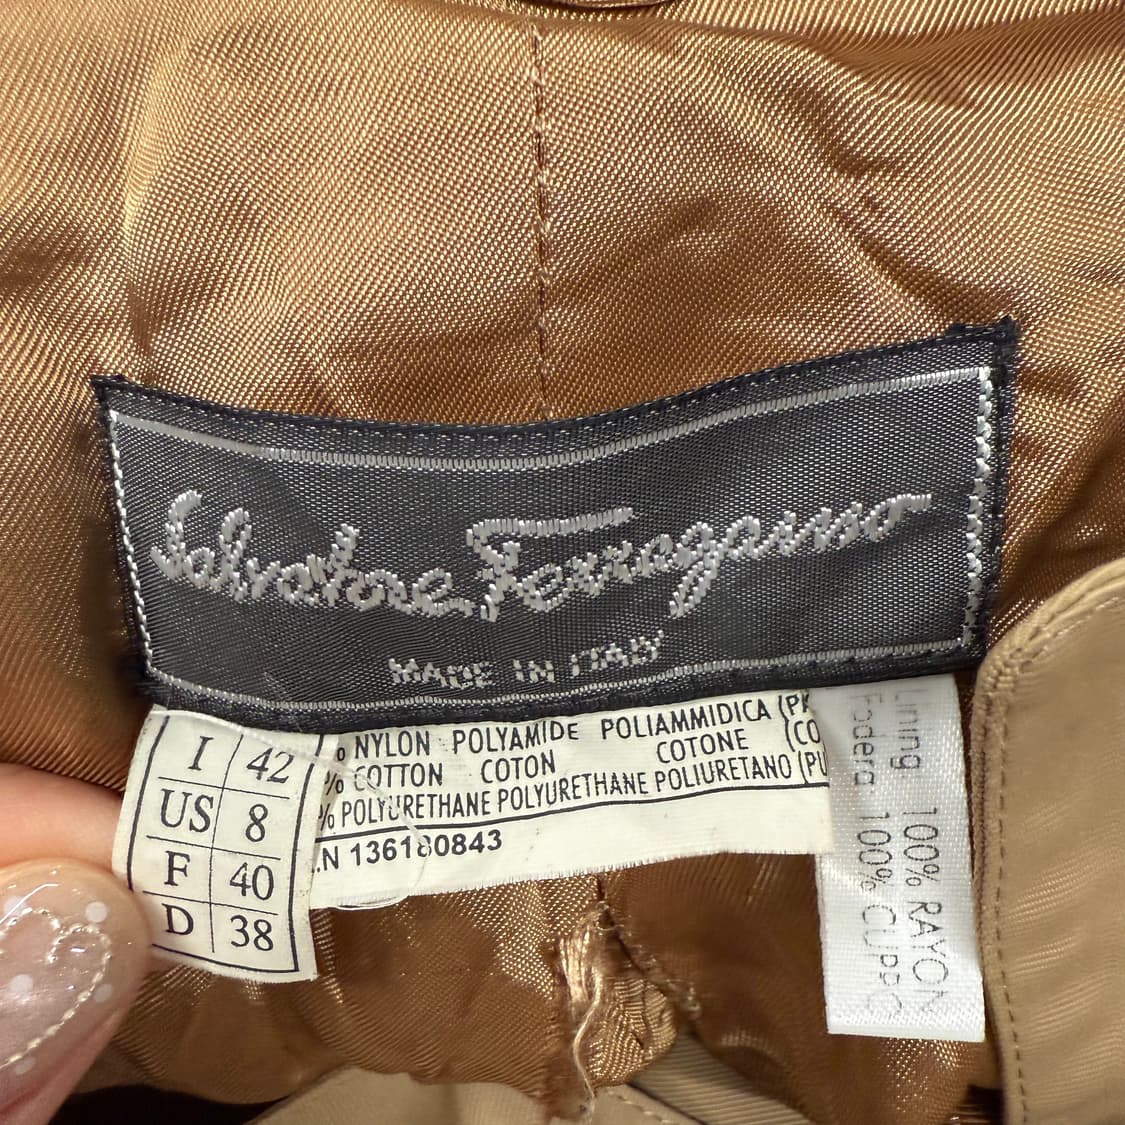 Salvatore Ferragamo
MADE IN ITALY
I 42
US 8
F 40
D 38
% NYLON POLYAMIDE POLIAMMIDICA (P
% COTTON COTON COTONE (CO
% POLYURETHANE POLYURETHANE POLIURETANO (PU
.N 136180843
Lining 100% RAYON
Fodera 100% CUPRO